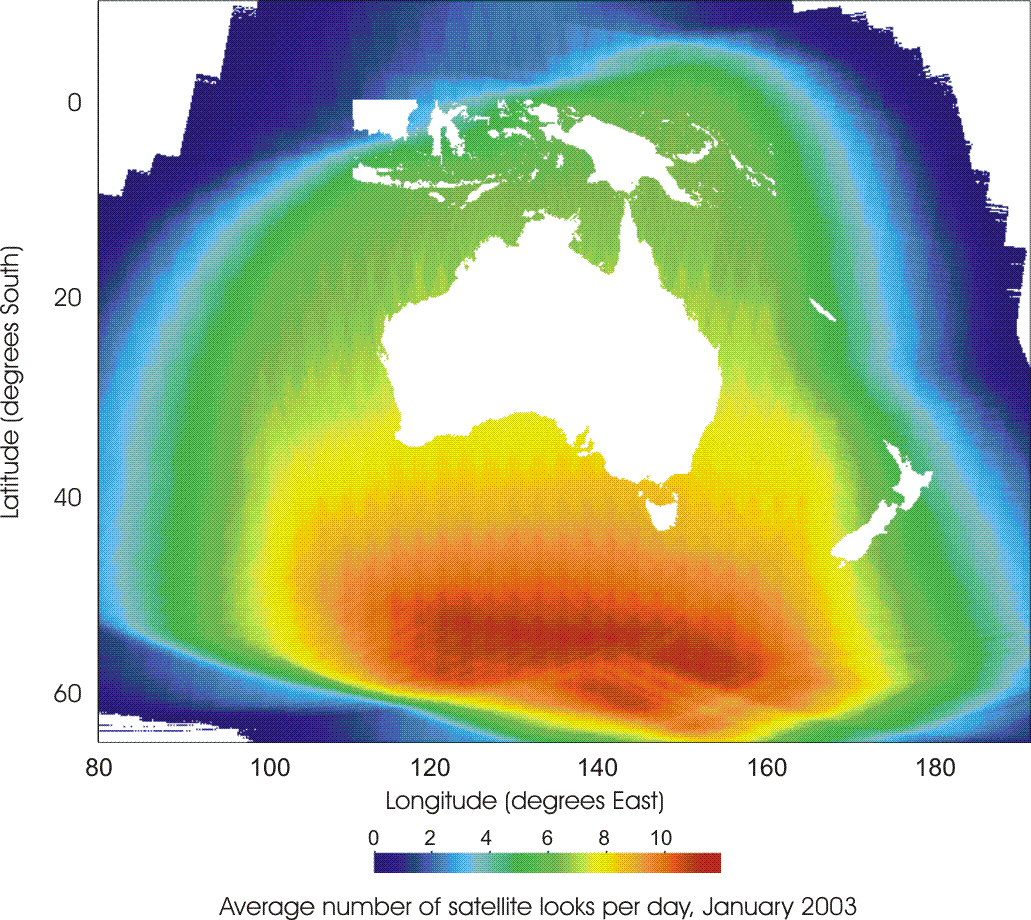 0
20
40
60
Latitude (degrees South)
80 100 120 140 160 180
Longitude (degrees East)
0 2 4 6 8 10
Average number of satellite looks per day, January 2003